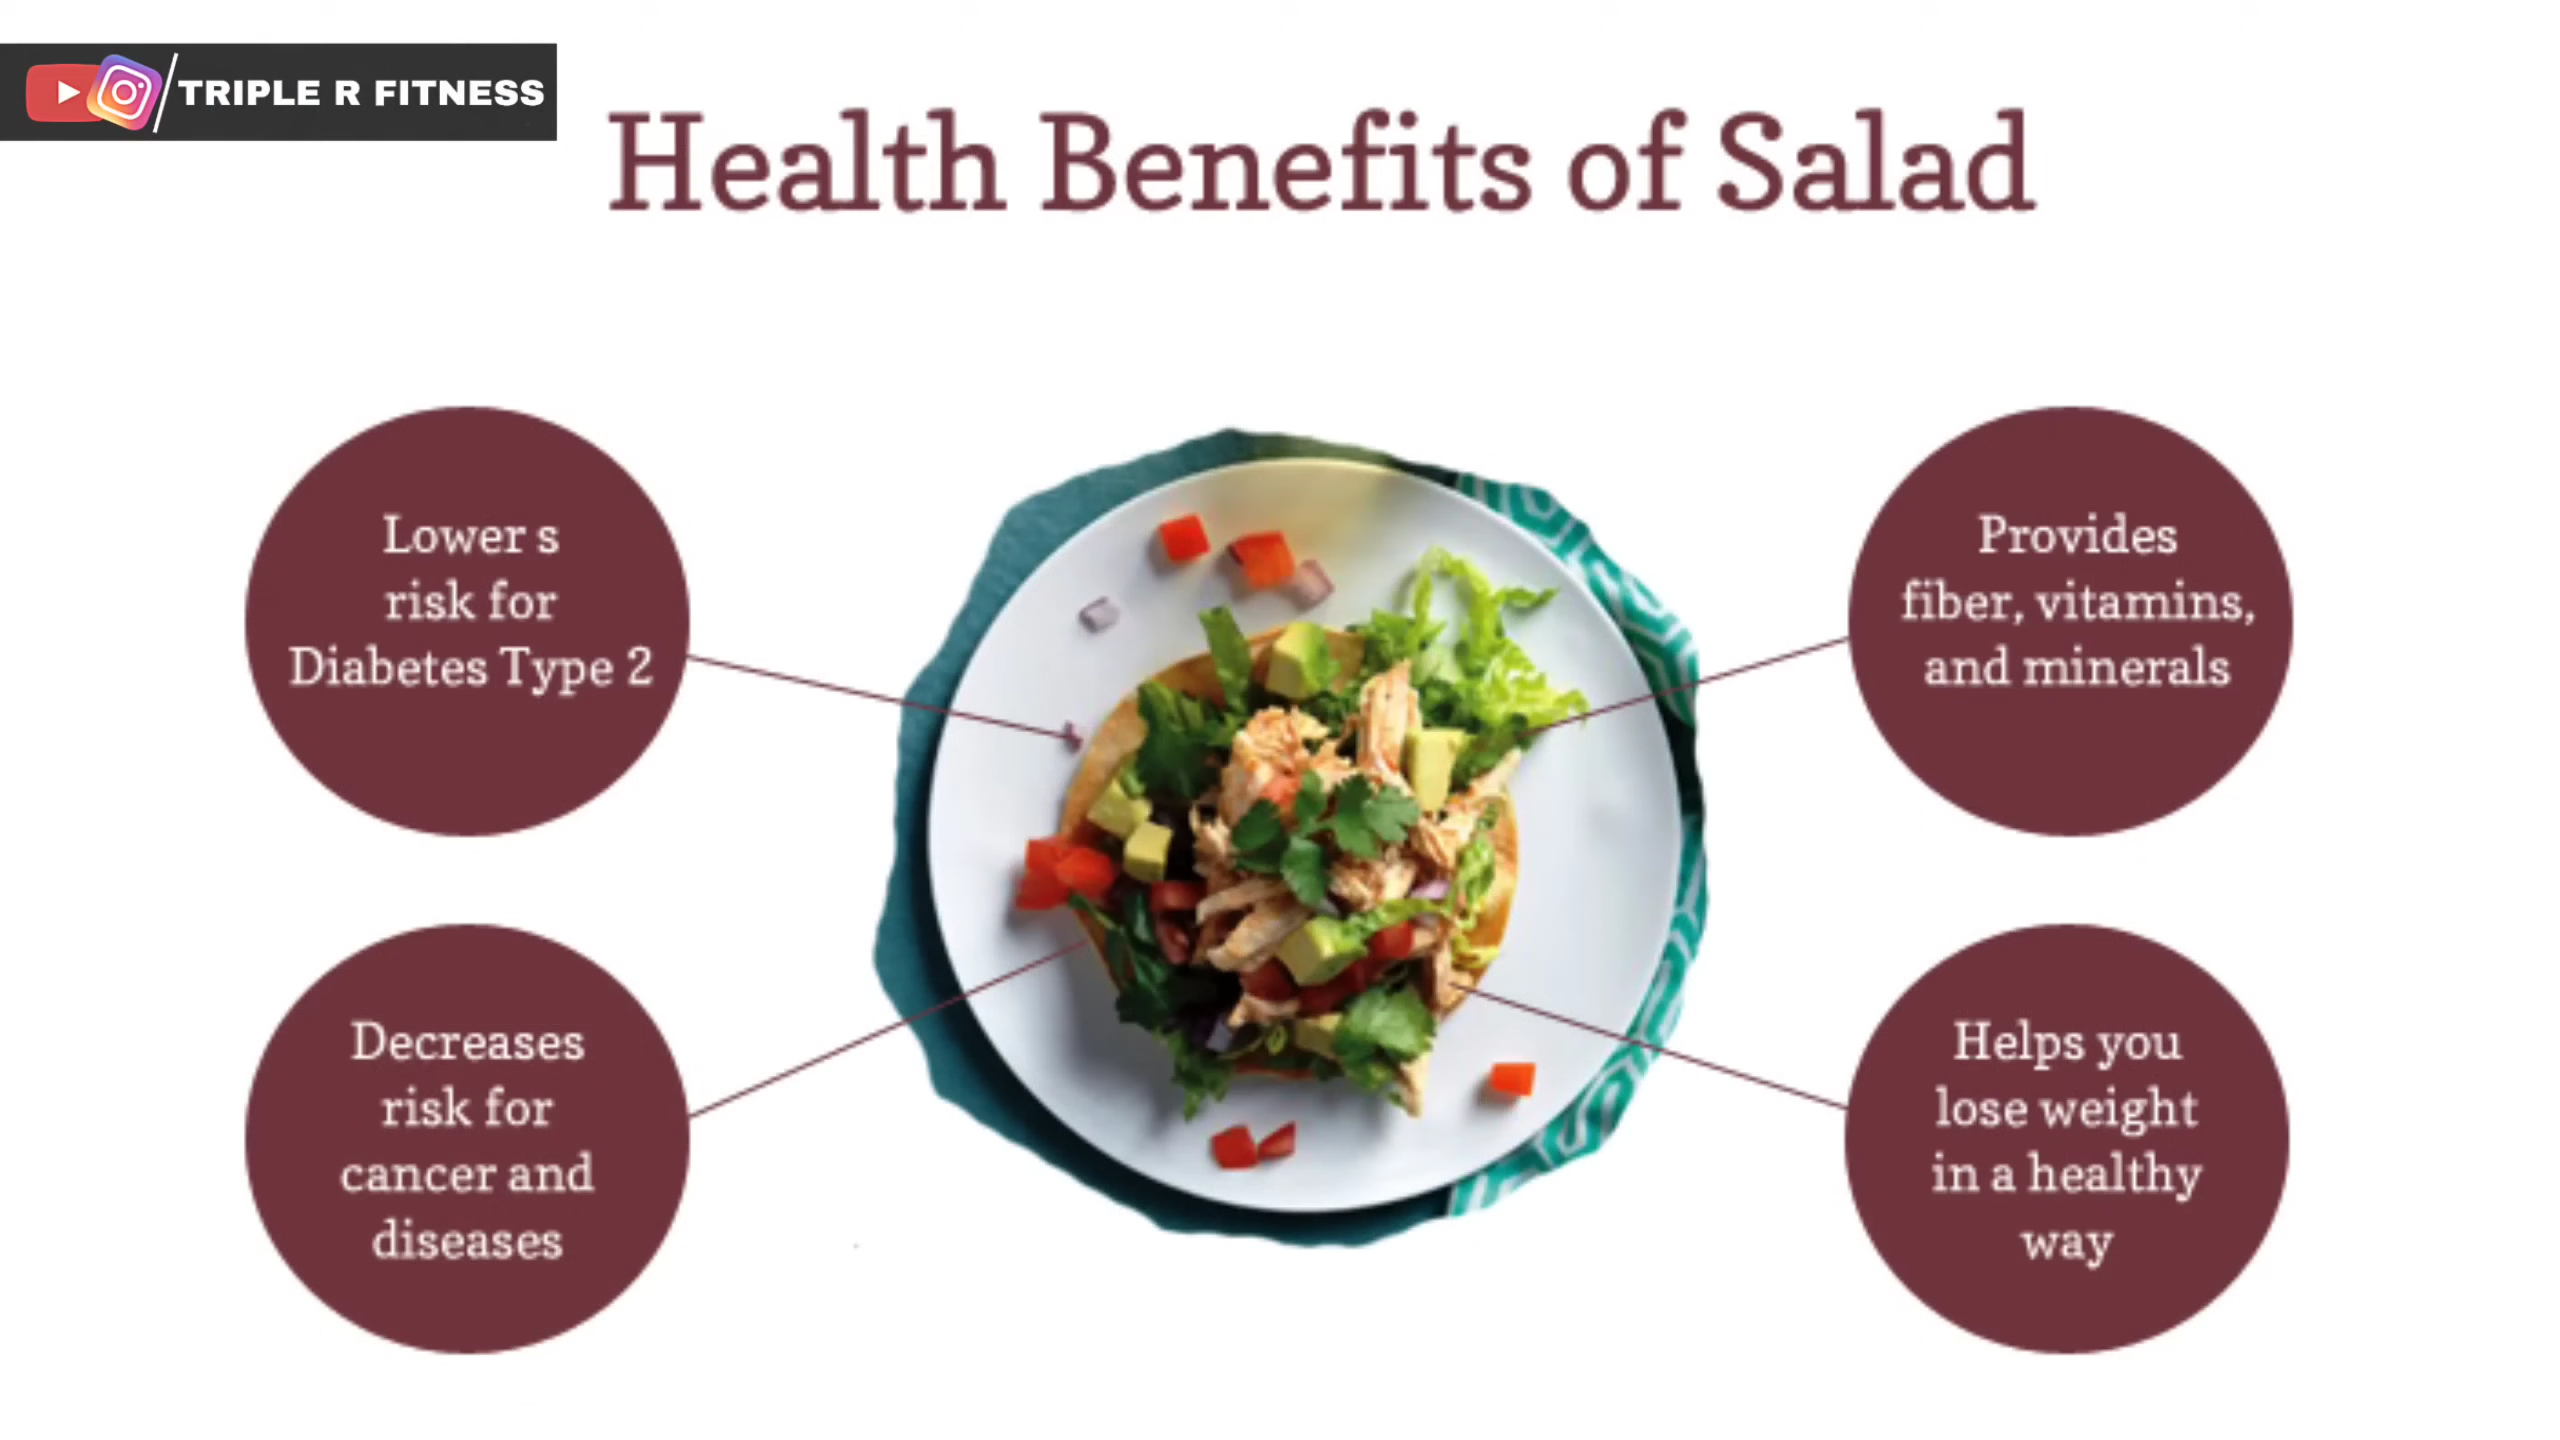 TRIPLE R FITNESS
Health Benefits of Salad
Lower s
risk for
Diabetes Type 2
Provides
fiber, vitamins,
and minerals
Decreases
risk for
cancer and
diseases
Helps you
lose weight
in a healthy
way